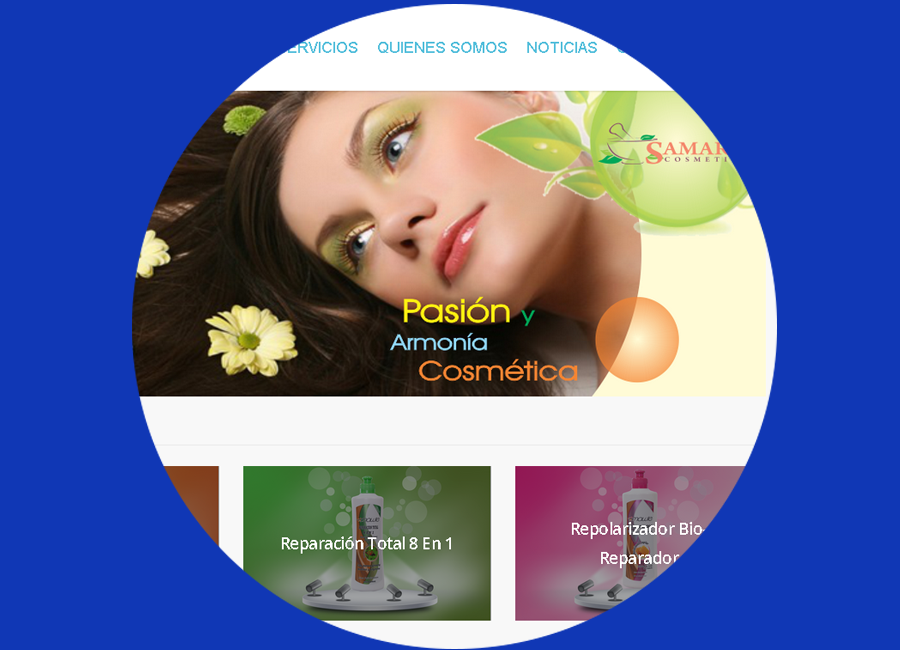 ERVICIOS QUIENES SOMOS NOTICIAS
SAMAR
COSMETI
Pasión y
Armonía
Cosmética
Reparación Total 8 En 1
Repolarizador Bio-
Reparador